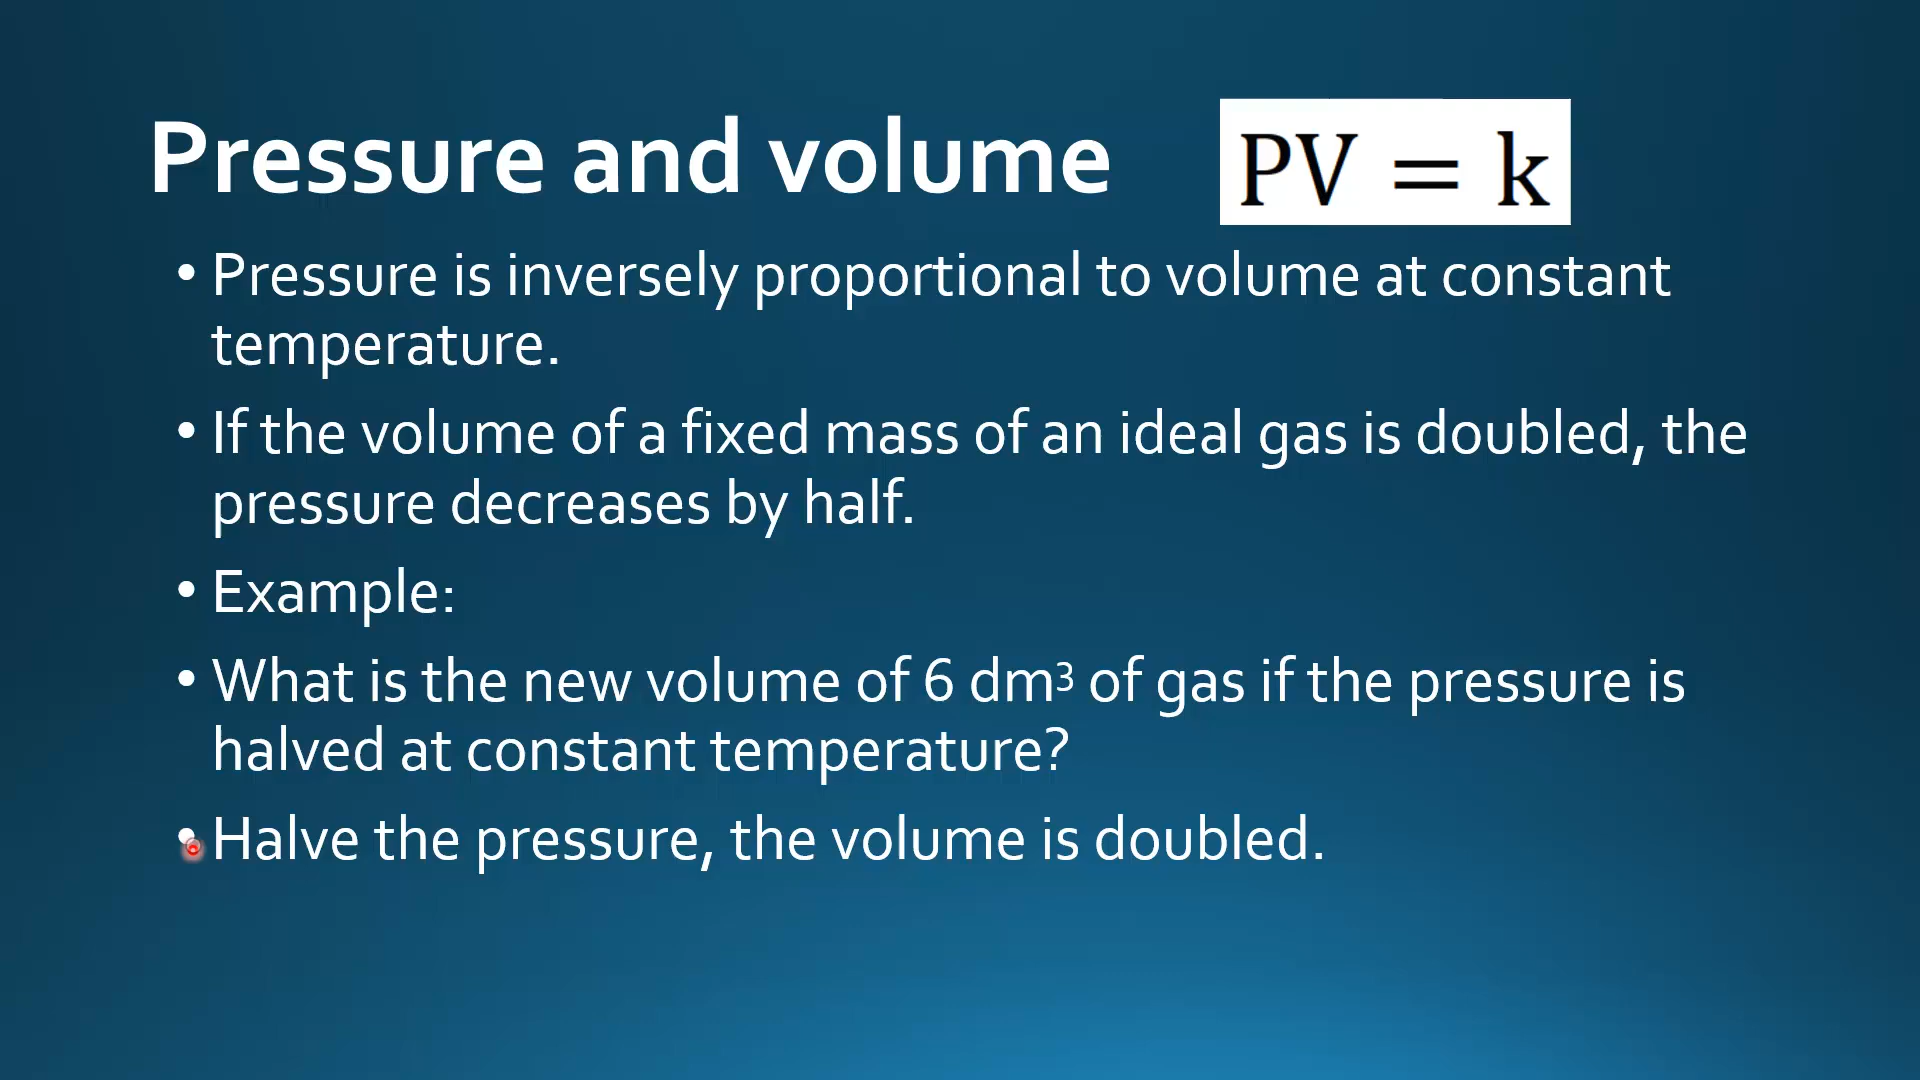 Pressure and volume
PV = k
• Pressure is inversely proportional to volume at constant
temperature.
• If the volume of a fixed mass of an ideal gas is doubled, the
pressure decreases by half.
• Example:
• What is the new volume of 6 dm³ of gas if the pressure is
halved at constant temperature?
• Halve the pressure, the volume is doubled.